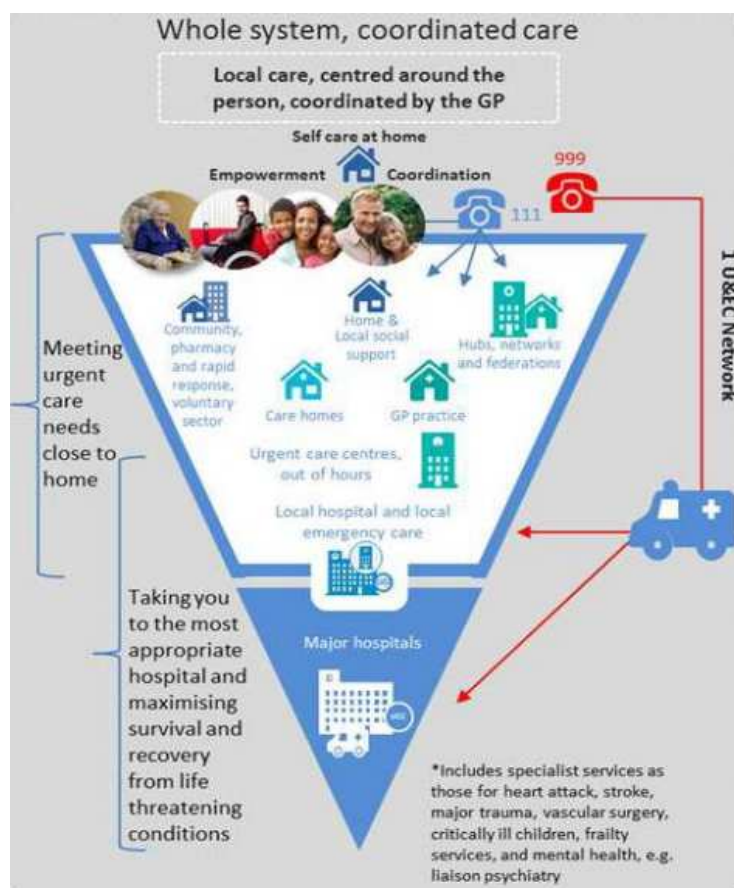 Whole system, coordinated care
Local care, centred around the
person, coordinated by the GP
Self care at home
Empowerment
Coordination
999
111
1 U&EC Network
Community,
pharmacy
and rapid
response,
voluntary
sector
Home &
Local social
support
Hubs, networks
and federations
Meeting
urgent
care
needs
close to
home
Care homes
GP practice
Urgent care centres,
out of hours
Local hospital and local
emergency care
Taking you
to the most
appropriate
hospital and
maximising
survival and
recovery
from life
threatening
conditions
Major hospitals
*Includes specialist services as
those for heart attack, stroke,
major trauma, vascular surgery,
critically ill children, frailty
services, and mental health, e.g.
liaison psychiatry